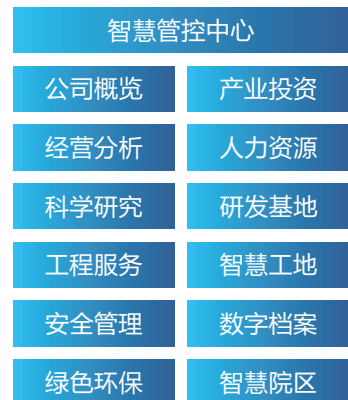 智慧管控中心
公司概览 产业投资
经营分析 人力资源
科学研究 研发基地
工程服务 智慧工地
安全管理 数字档案
绿色环保 智慧院区